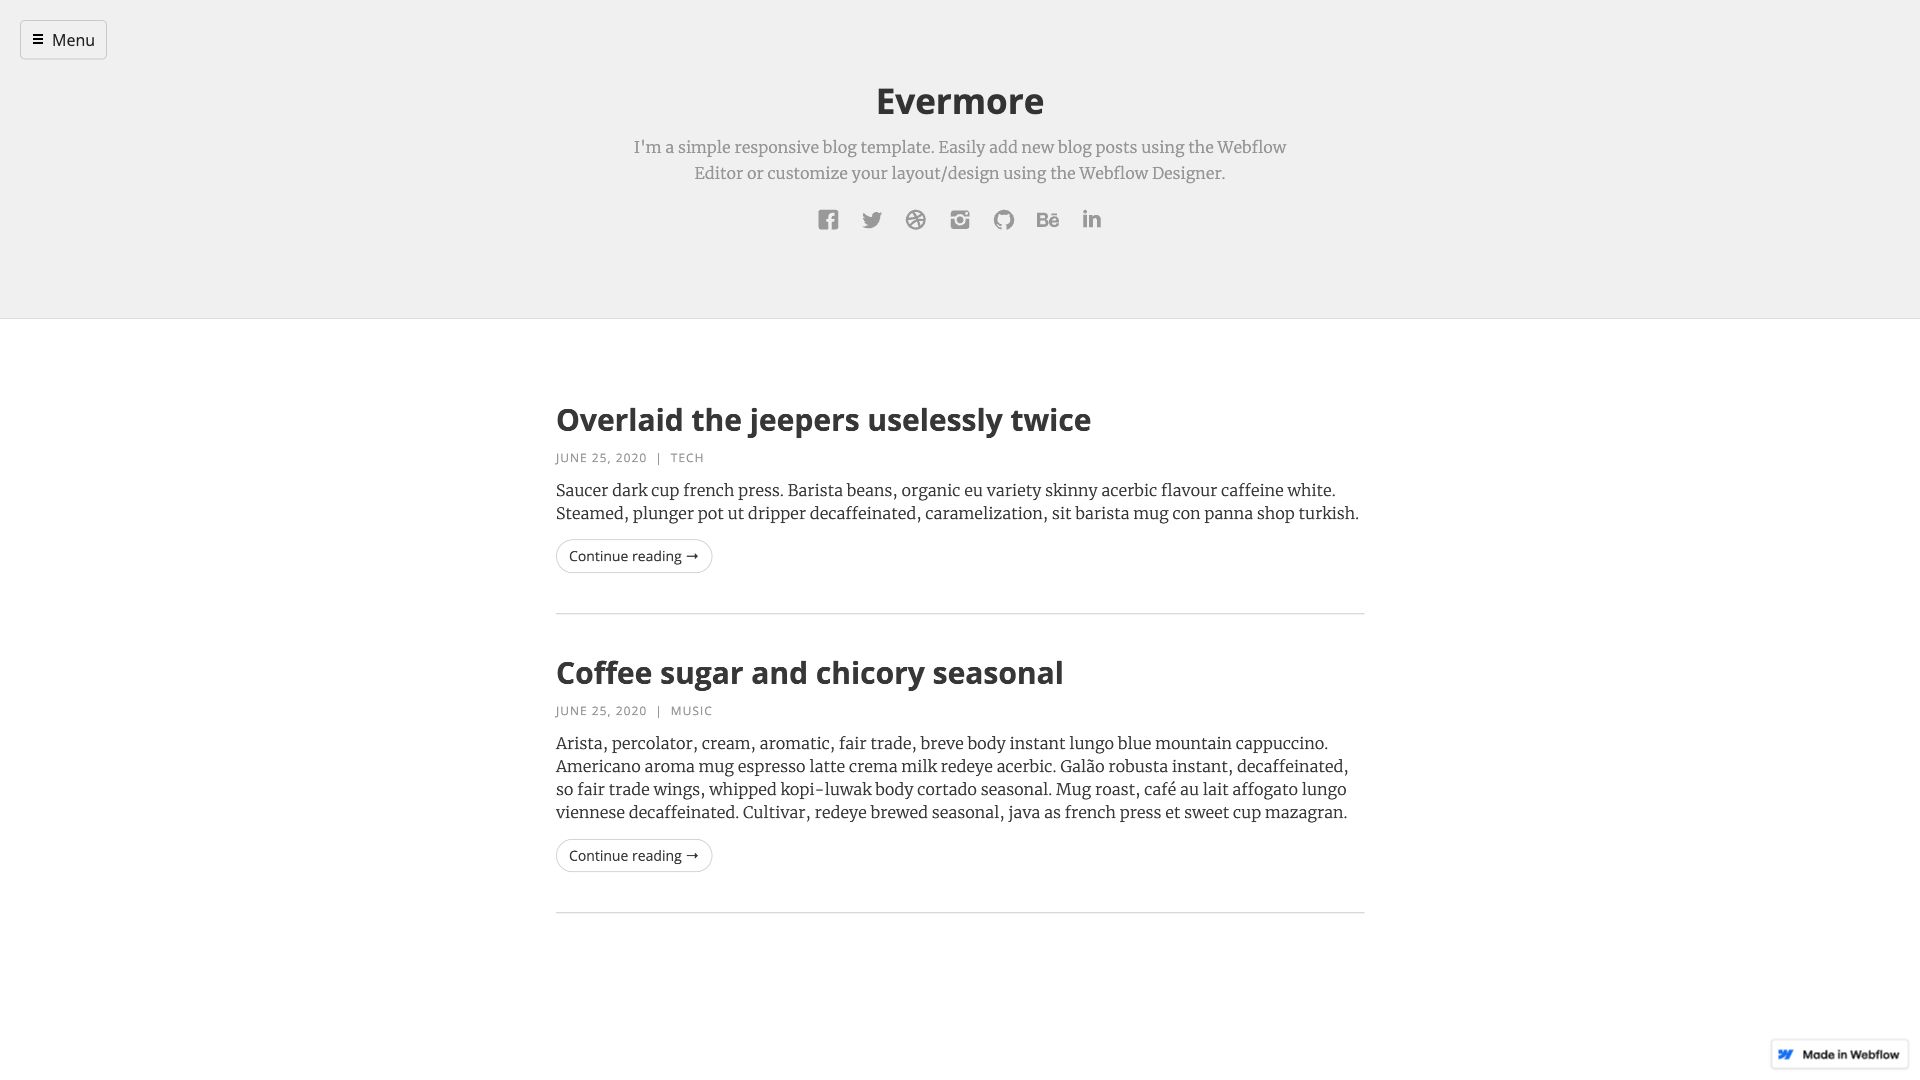 Menu
Evermore
I'm a simple responsive blog template. Easily add new blog posts using the Webflow
Editor or customize your layout/design using the Webflow Designer.
Bē
in
Overlaid the jeepers uselessly twice
JUNE 25, 2020 | TECH
Saucer dark cup french press. Barista beans, organic eu variety skinny acerbic flavour caffeine white.
Steamed, plunger pot ut dripper decaffeinated, caramelization, sit barista mug con panna shop turkish.
Continue reading →
Coffee sugar and chicory seasonal
JUNE 25, 2020 | MUSIC
Arista, percolator, cream, aromatic, fair trade, breve body instant lungo blue mountain cappuccino.
Americano aroma mug espresso latte crema milk redeye acerbic. Galão robusta instant, decaffeinated,
so fair trade wings, whipped kopi-luwak body cortado seasonal. Mug roast, café au lait affogato lungo
viennese decaffeinated. Cultivar, redeye brewed seasonal, java as french press et sweet cup mazagran.
Continue reading →
Made in Webflow